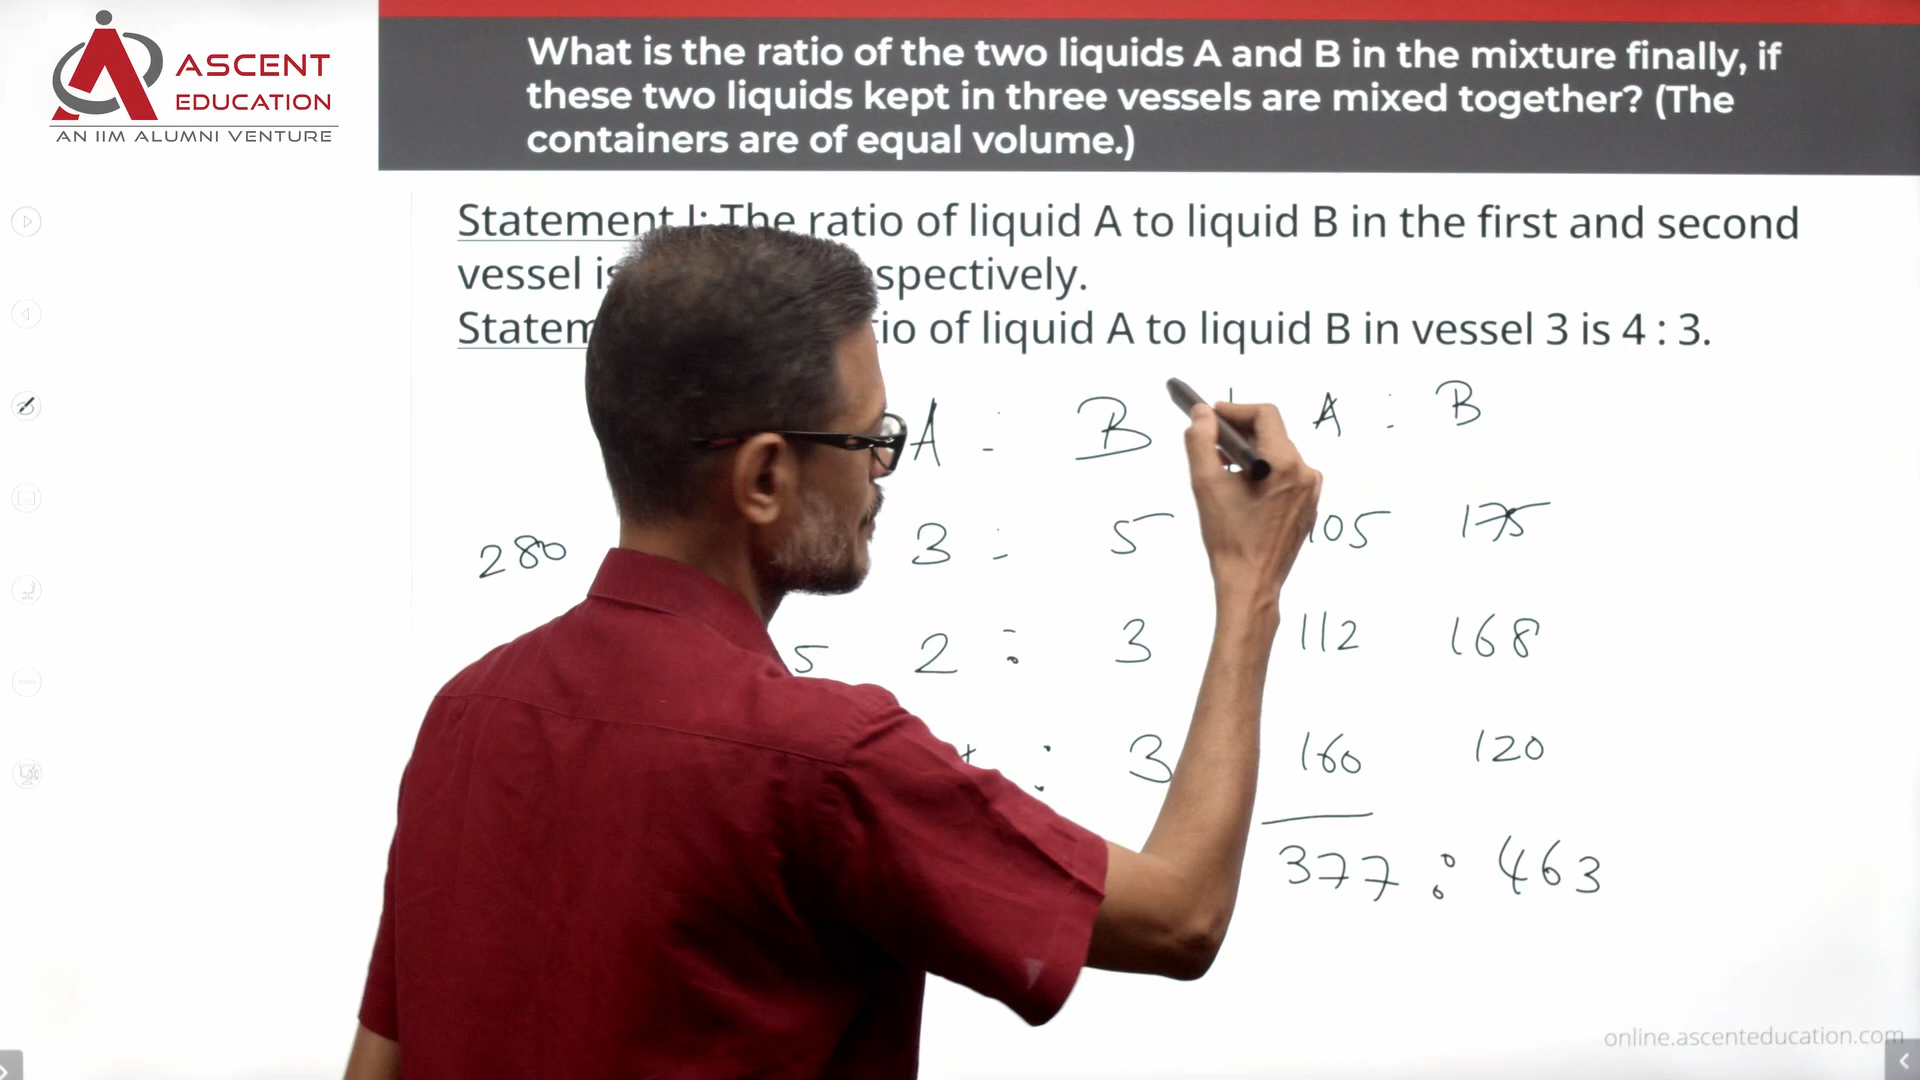 ASCENT
EDUCATION
AN IIM ALUMNI VENTURE
What is the ratio of the two liquids A and B in the mixture finally, if
these two liquids kept in three vessels are mixed together? (The
containers are of equal volume.)
Statement I: The ratio of liquid A to liquid B in the first and second
vessel is spectively.
Statem io of liquid A to liquid B in vessel 3 is 4 : 3.
A : B A : B
280 3 : 5 105 175
5 2 : 3 112 168
: 3 160 120
377 : 463
online.ascenteducation.com